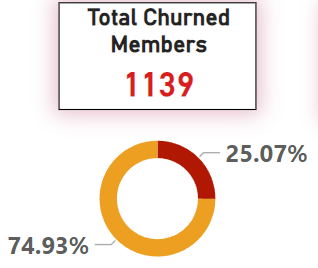 Total Churned
Members
1139
25.07%
74.93%